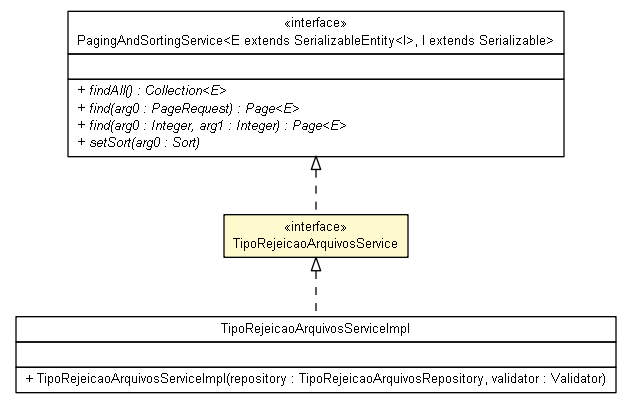 «interface»
PagingAndSortingService<E extends SerializableEntity<I>, I extends Serializable>
+ findAll() : Collection<E>
+ find(arg0 : PageRequest) : Page<E>
+ find(arg0 : Integer, arg1 : Integer) : Page<E>
+ setSort(arg0 : Sort)
«interface»
TipoRejeicaoArquivosService
TipoRejeicaoArquivosServiceImpl
+ TipoRejeicaoArquivosServiceImpl(repository : TipoRejeicaoArquivosRepository, validator : Validator)